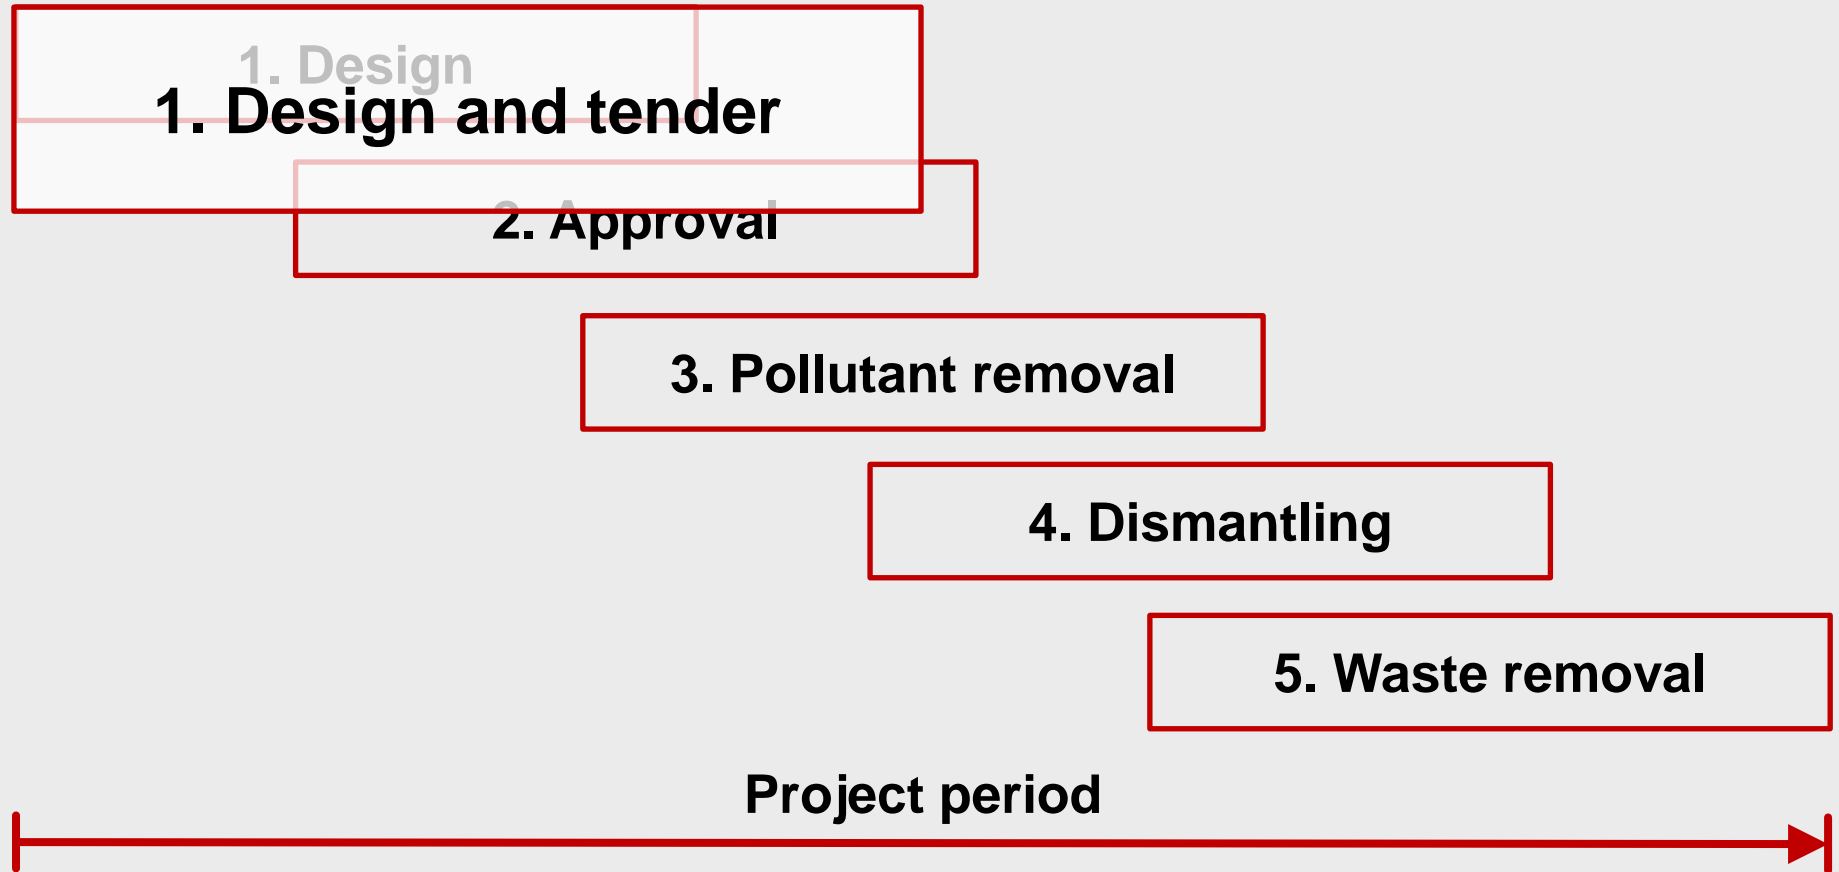 1. Design
1. Design and tender
2. Approval
3. Pollutant removal
4. Dismantling
5. Waste removal
Project period